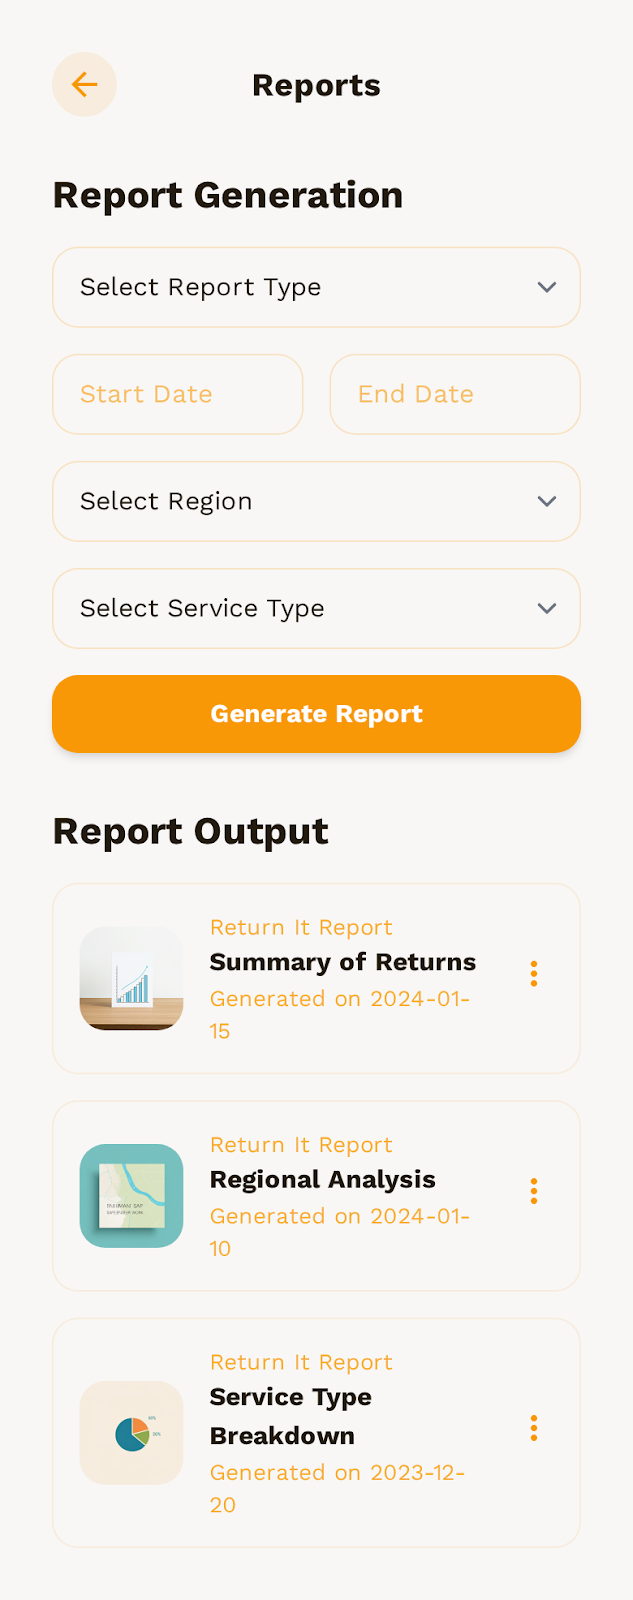 Reports
Report Generation
Select Report Type
Start Date
End Date
Select Region
Select Service Type
Generate Report
Report Output
Return It Report
Summary of Returns
Generated on 2024-01-
15
Return It Report
Regional Analysis
Generated on 2024-01-
10
Return It Report
Service Type
Breakdown
Generated on 2023-12-
20